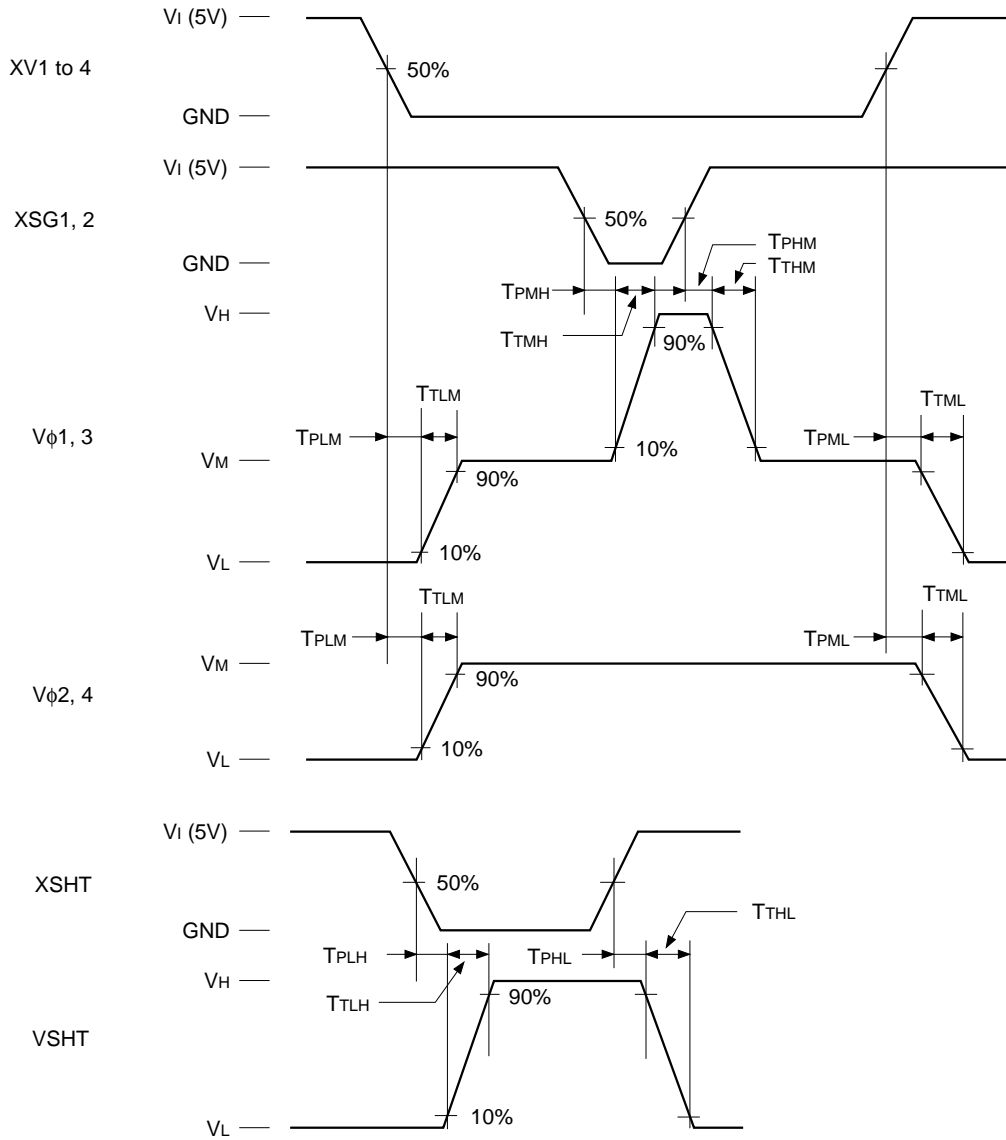 VI (5V)
XV1 to 4
50%
GND
VI (5V)
XSG1, 2
50%
GND
TPHM
TTHM
TPMH
VH
TTMH
90%
TTLM
TTML
Vϕ1, 3
TPLM
TPML
VM
10%
90%
10%
VL
TTLM
TTML
TPLM
TPML
VM
90%
Vϕ2, 4
10%
VL
VI (5V)
XSHT
50%
TTHL
GND
TPLH
TPHL
VH
TTLH
90%
VSHT
10%
VL